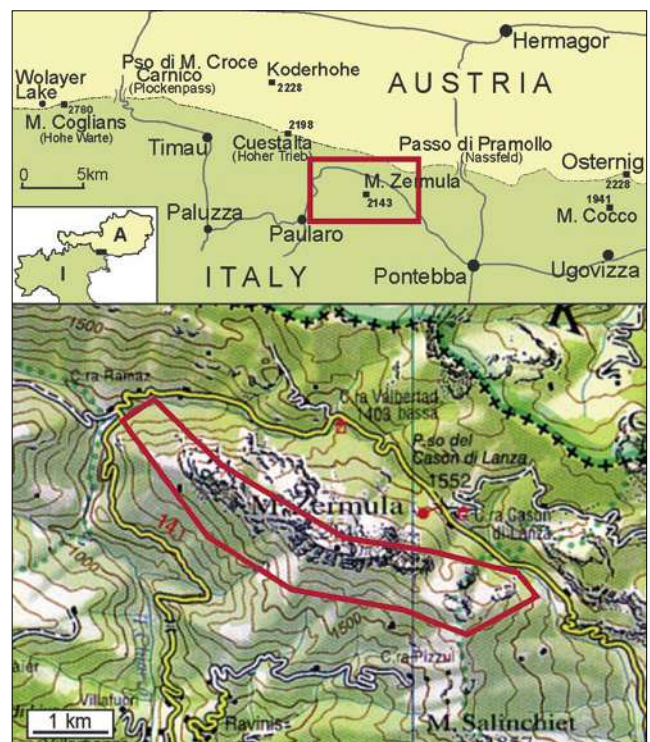 Hermagor
Pso di M. Croce
Carnico
(Plockenpass)
Koderhohe
2228
AUSTRIA
Wolayer
Lake
2780
M. Coglians
(Hohe Warte)
Timau
2198
Cuestalta
(Hoher Trieb)
Passo di Pramollo
(Nassfeld)
Osternig
2228
0 5km
M. Zermula
2143
1941
M. Cocco
Paluzza
Paularo
A
I
ITALY
Pontebba
Ugovizza
1500
C.ra Ramaz
C.ra Valbertad
1403 bassa
P.so del
Cason di Lanza
1552
M. Zermula
C.ra Cason
di Lanza
1000
1500
C.ra Pizzul
Villafuori
1 km
Ravinis
M. Salinchiet